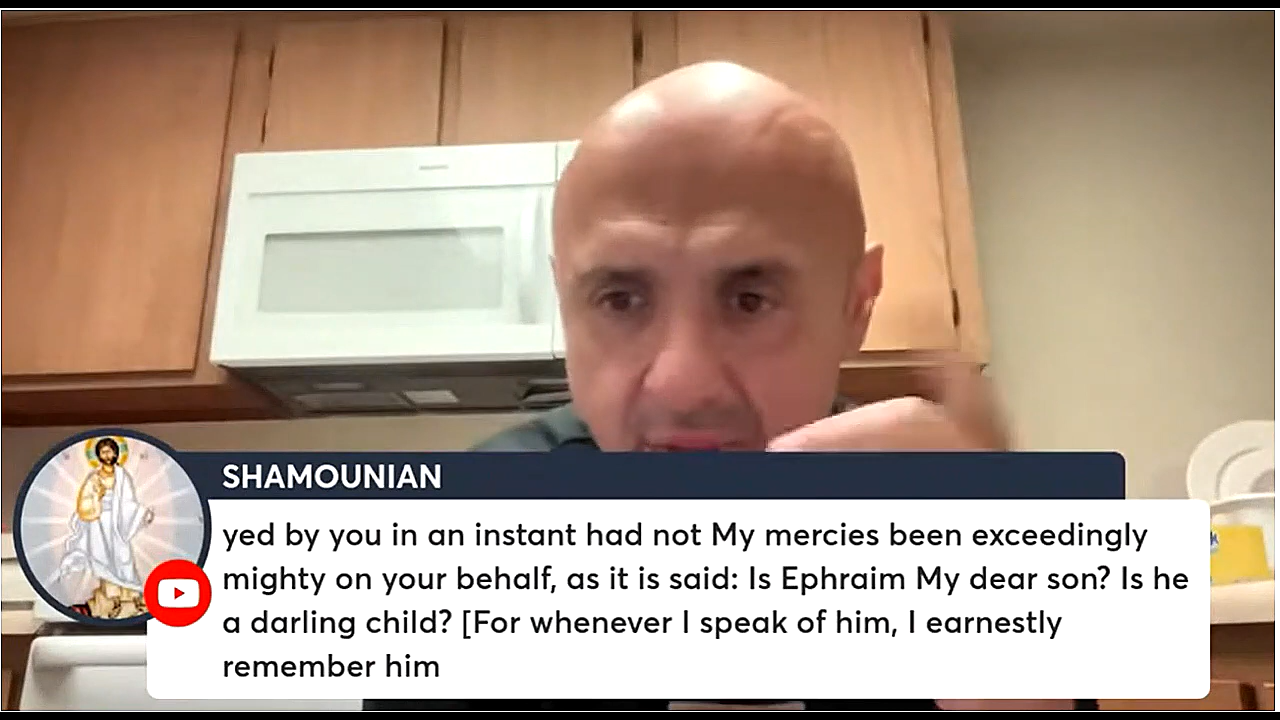 SHAMOUNIAN
yed by you in an instant had not My mercies been exceedingly
mighty on your behalf, as it is said: Is Ephraim My dear son? Is he
a darling child? [For whenever I speak of him, I earnestly
remember him